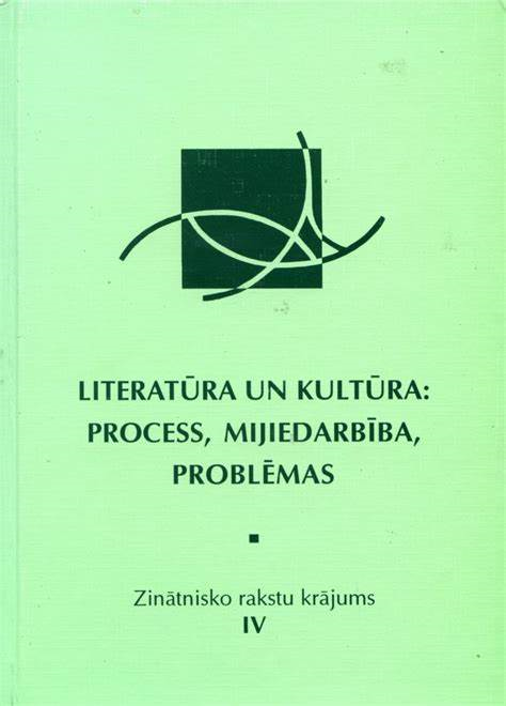 LITERATŪRA UN KULTŪRA:
PROCESS, MIJIEDARBĪBA,
PROBLĒMAS
Zinātnisko rakstu krājums
IV